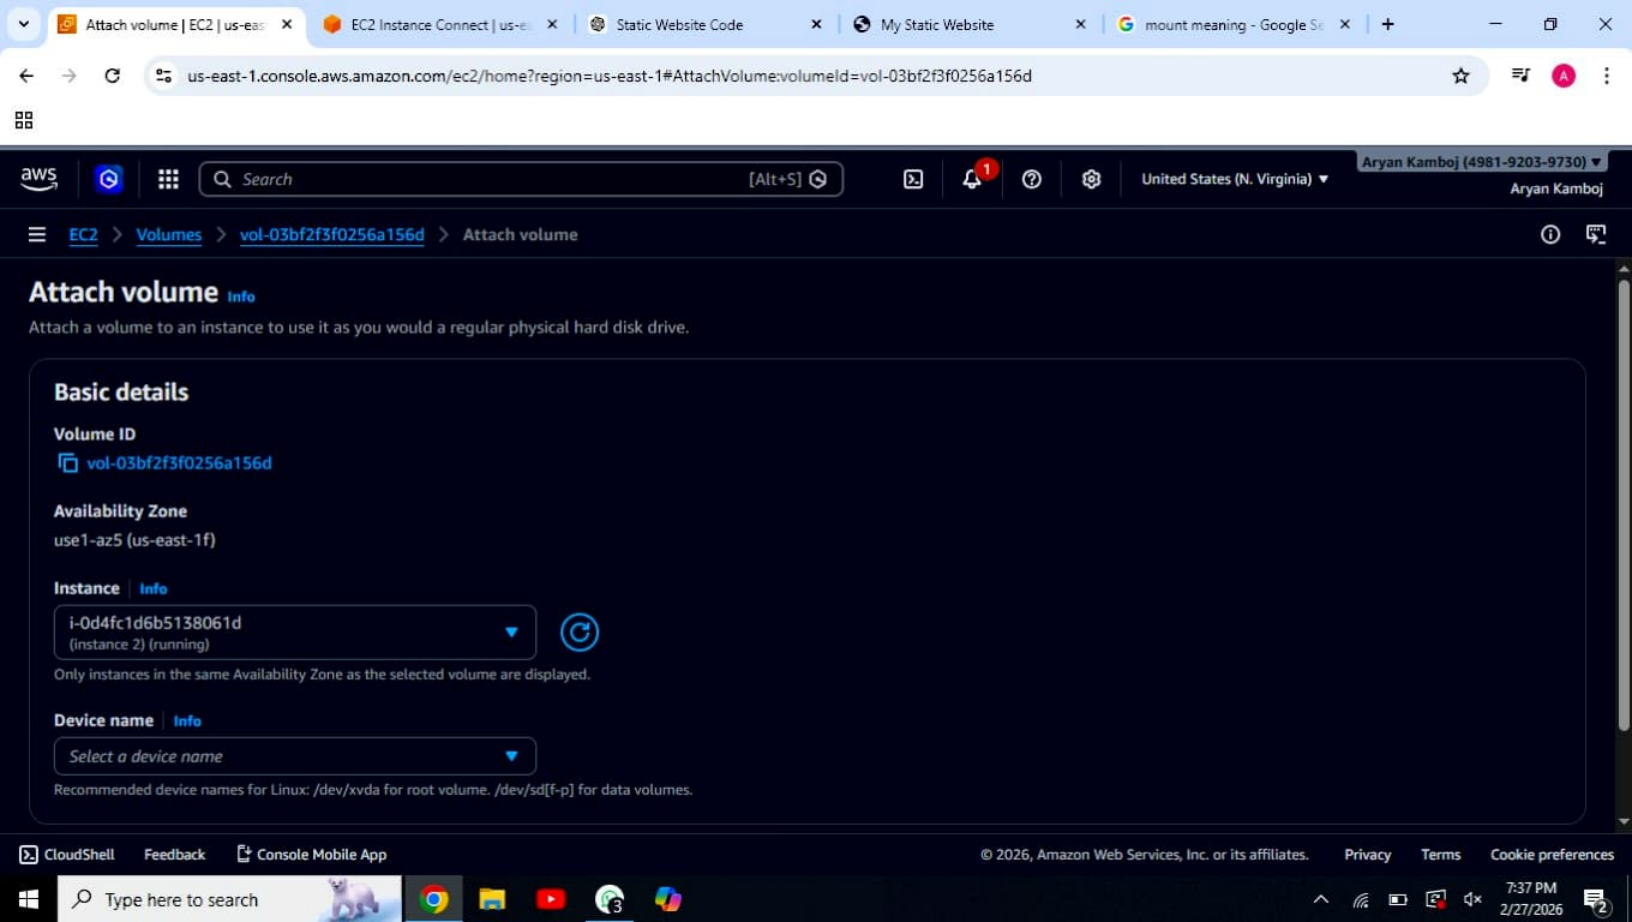 Attach volume | EC2 | us-eas
EC2 Instance Connect | us-e
Static Website Code
My Static Website
mount meaning - Google Se
us-east-1.console.aws.amazon.com/ec2/home?region=us-east-1#AttachVolume:volumeId=vol-03bf2f3f0256a156d
A
aws
Search
[Alt+S]
1
United States (N. Virginia)
Aryan Kamboj (4981-9203-9730)
Aryan Kamboj
EC2
Volumes
vol-03bf2f3f0256a156d
Attach volume
Attach volume Info
Attach a volume to an instance to use it as you would a regular physical hard disk drive.
Basic details
Volume ID
vol-03bf2f3f0256a156d
Availability Zone
use1-az5 (us-east-1f)
Instance Info
i-0d4fc1d6b5138061d
(instance 2) (running)
Only instances in the same Availability Zone as the selected volume are displayed.
Device name Info
Select a device name
Recommended device names for Linux: /dev/xvda for root volume. /dev/sd[f-p] for data volumes.
CloudShell
Feedback
Console Mobile App
© 2026, Amazon Web Services, Inc. or its affiliates.
Privacy
Terms
Cookie preferences
Type here to search
3
7:37 PM
2/27/2026
2